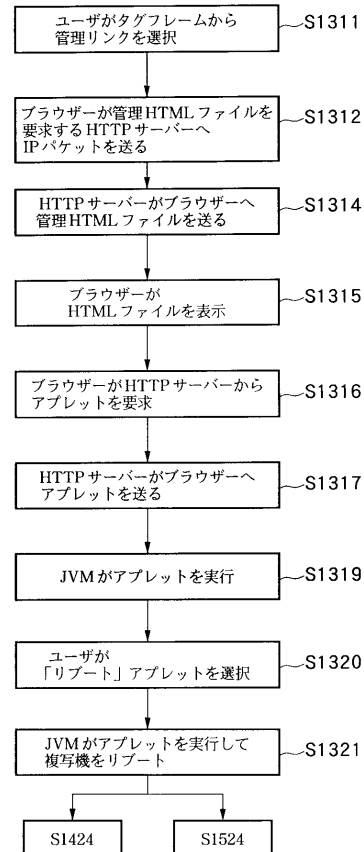 ユーザがタグフレームから
管理リンクを選択
S1311
ブラウザーが管理HTMLファイルを
要求するHTTPサーバーへ
IPパケットを送る
S1312
HTTPサーバーがブラウザーへ
管理HTMLファイルを送る
S1314
ブラウザーが
HTMLファイルを表示
S1315
ブラウザーがHTTPサーバーから
アプレットを要求
S1316
HTTPサーバーがブラウザーへ
アプレットを送る
S1317
JVMがアプレットを実行
S1319
ユーザが
「リブート」アプレットを選択
S1320
JVMがアプレットを実行して
複写機をリブート
S1321
S1424
S1524